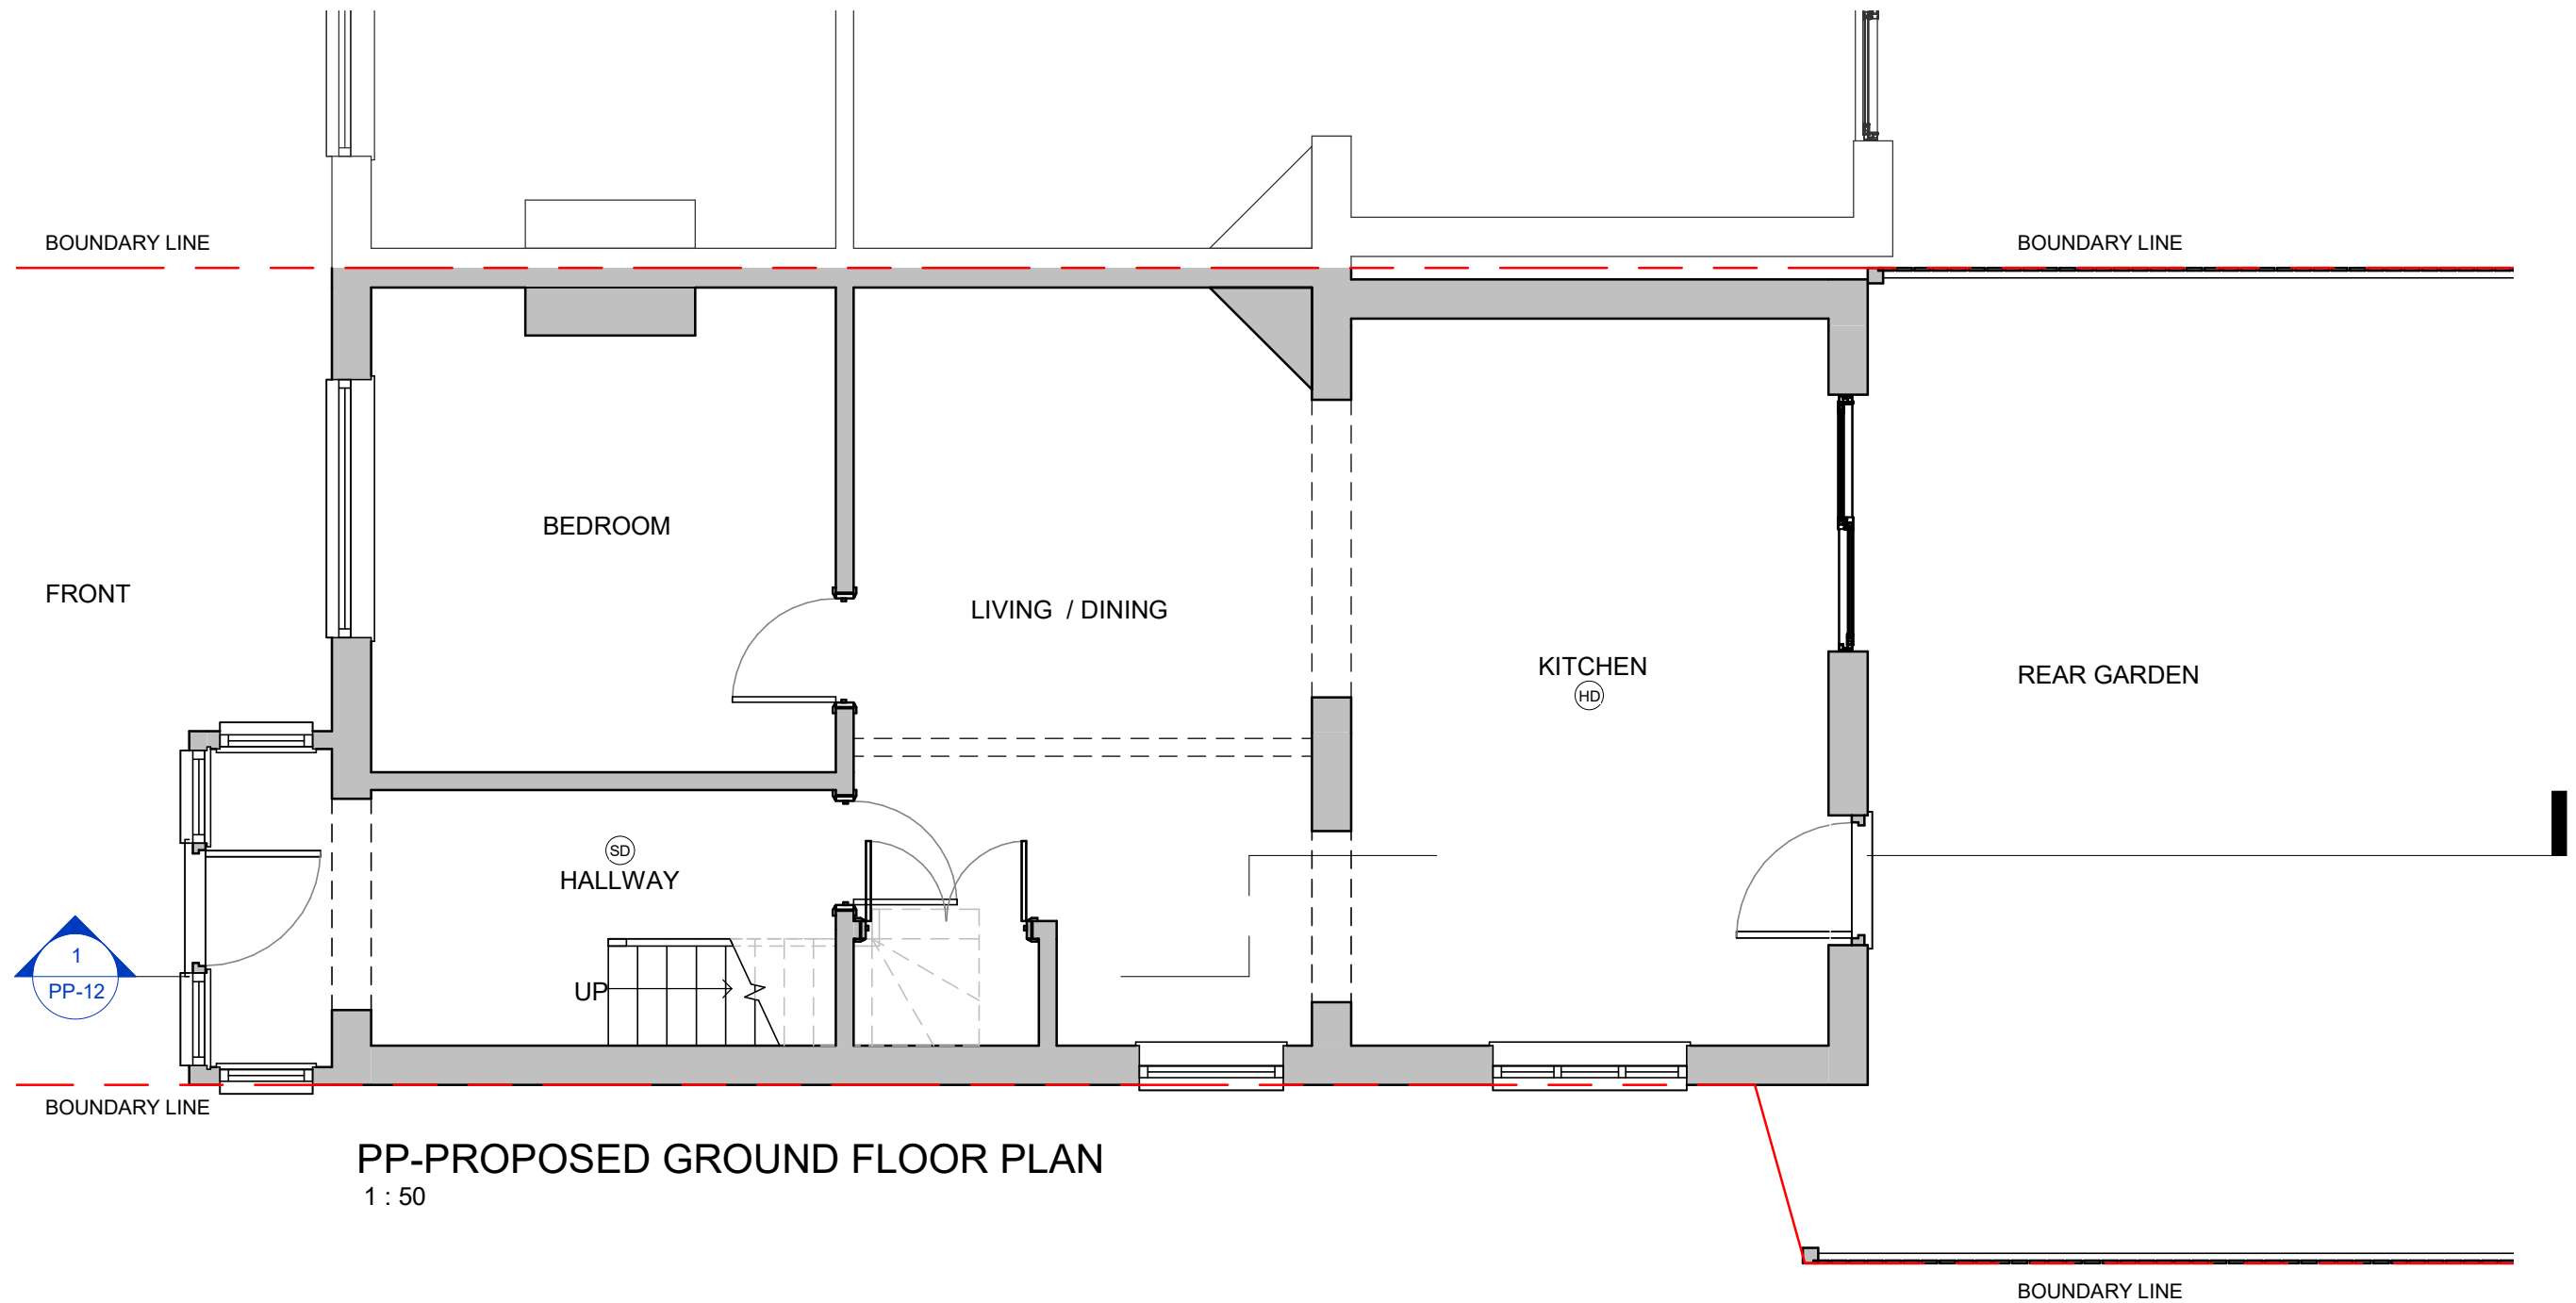 BOUNDARY LINE
BOUNDARY LINE
BEDROOM
FRONT
LIVING / DINING
KITCHEN
HD
REAR GARDEN
SD
HALLWAY
1
PP-12
UP
BOUNDARY LINE
PP-PROPOSED GROUND FLOOR PLAN
1 : 50
BOUNDARY LINE